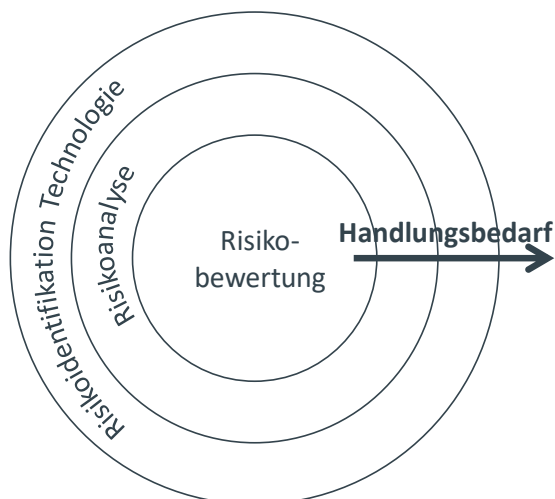 Risikoidentifikation Technologie
Risikoanalyse
Risiko-
bewertung
Handlungsbedarf